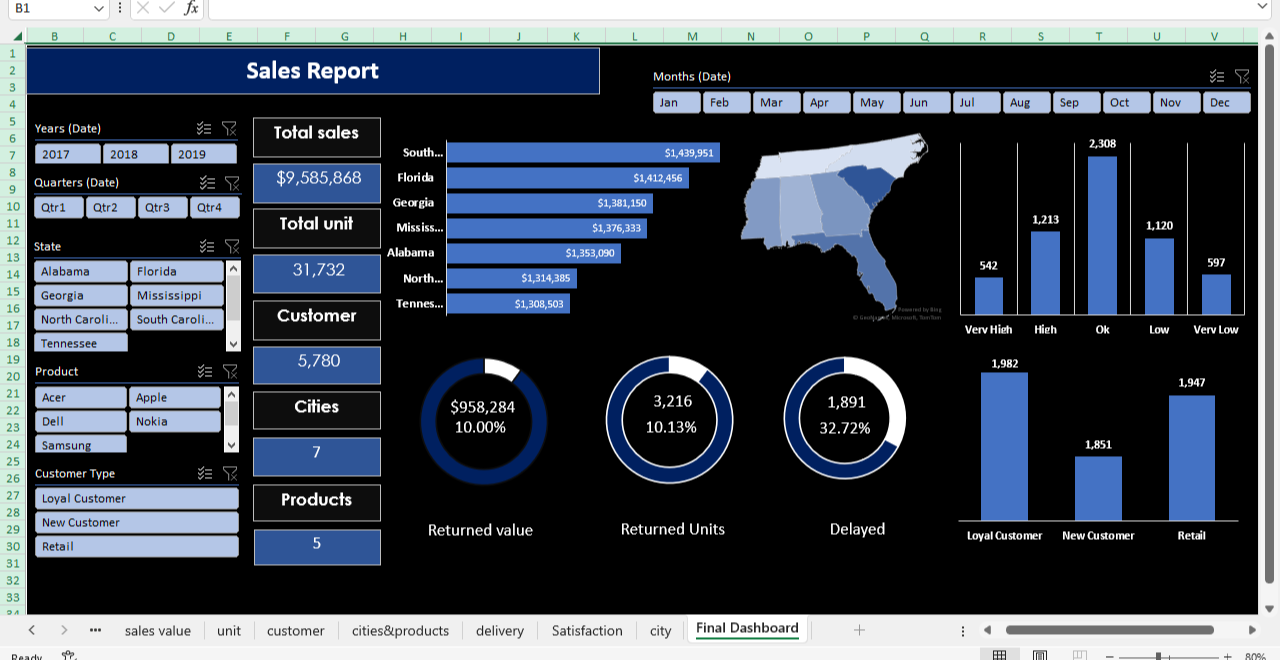 B1
fx
B C D E F G H I J K L M N O P Q R S T U V
1
2
3
4
5
6
7
8
9
10
11
12
13
14
15
16
17
18
19
20
21
22
23
24
25
26
27
28
29
30
31
32
33
34
Sales Report
Months (Date)
Jan Feb Mar Apr May Jun Jul Aug Sep Oct Nov Dec
Years (Date)
2017 2018 2019
Quarters (Date)
Qtr1 Qtr2 Qtr3 Qtr4
State
Alabama Florida
Georgia Mississippi
North Caroli... South Caroli...
Tennessee
Product
Acer Apple
Dell Nokia
Samsung
Customer Type
Loyal Customer
New Customer
Retail
Total sales
$9,585,868
Total unit
31,732
Customer
5,780
Cities
7
Products
5
South... $1,439,951
Florida $1,412,456
Georgia $1,381,150
Mississ... $1,376,333
Alabama $1,353,090
North... $1,314,385
Tennes... $1,308,503
Powered by Bing
© GeoNames, Microsoft, TomTom
542 1,213 2,308 1,120 597
Very High High Ok Low Very Low
$958,284
10.00%
Returned value
3,216
10.13%
Returned Units
1,891
32.72%
Delayed
1,982 1,851 1,947
Loyal Customer New Customer Retail
... sales value unit customer cities&products delivery Satisfaction city Final Dashboard
Ready
80%